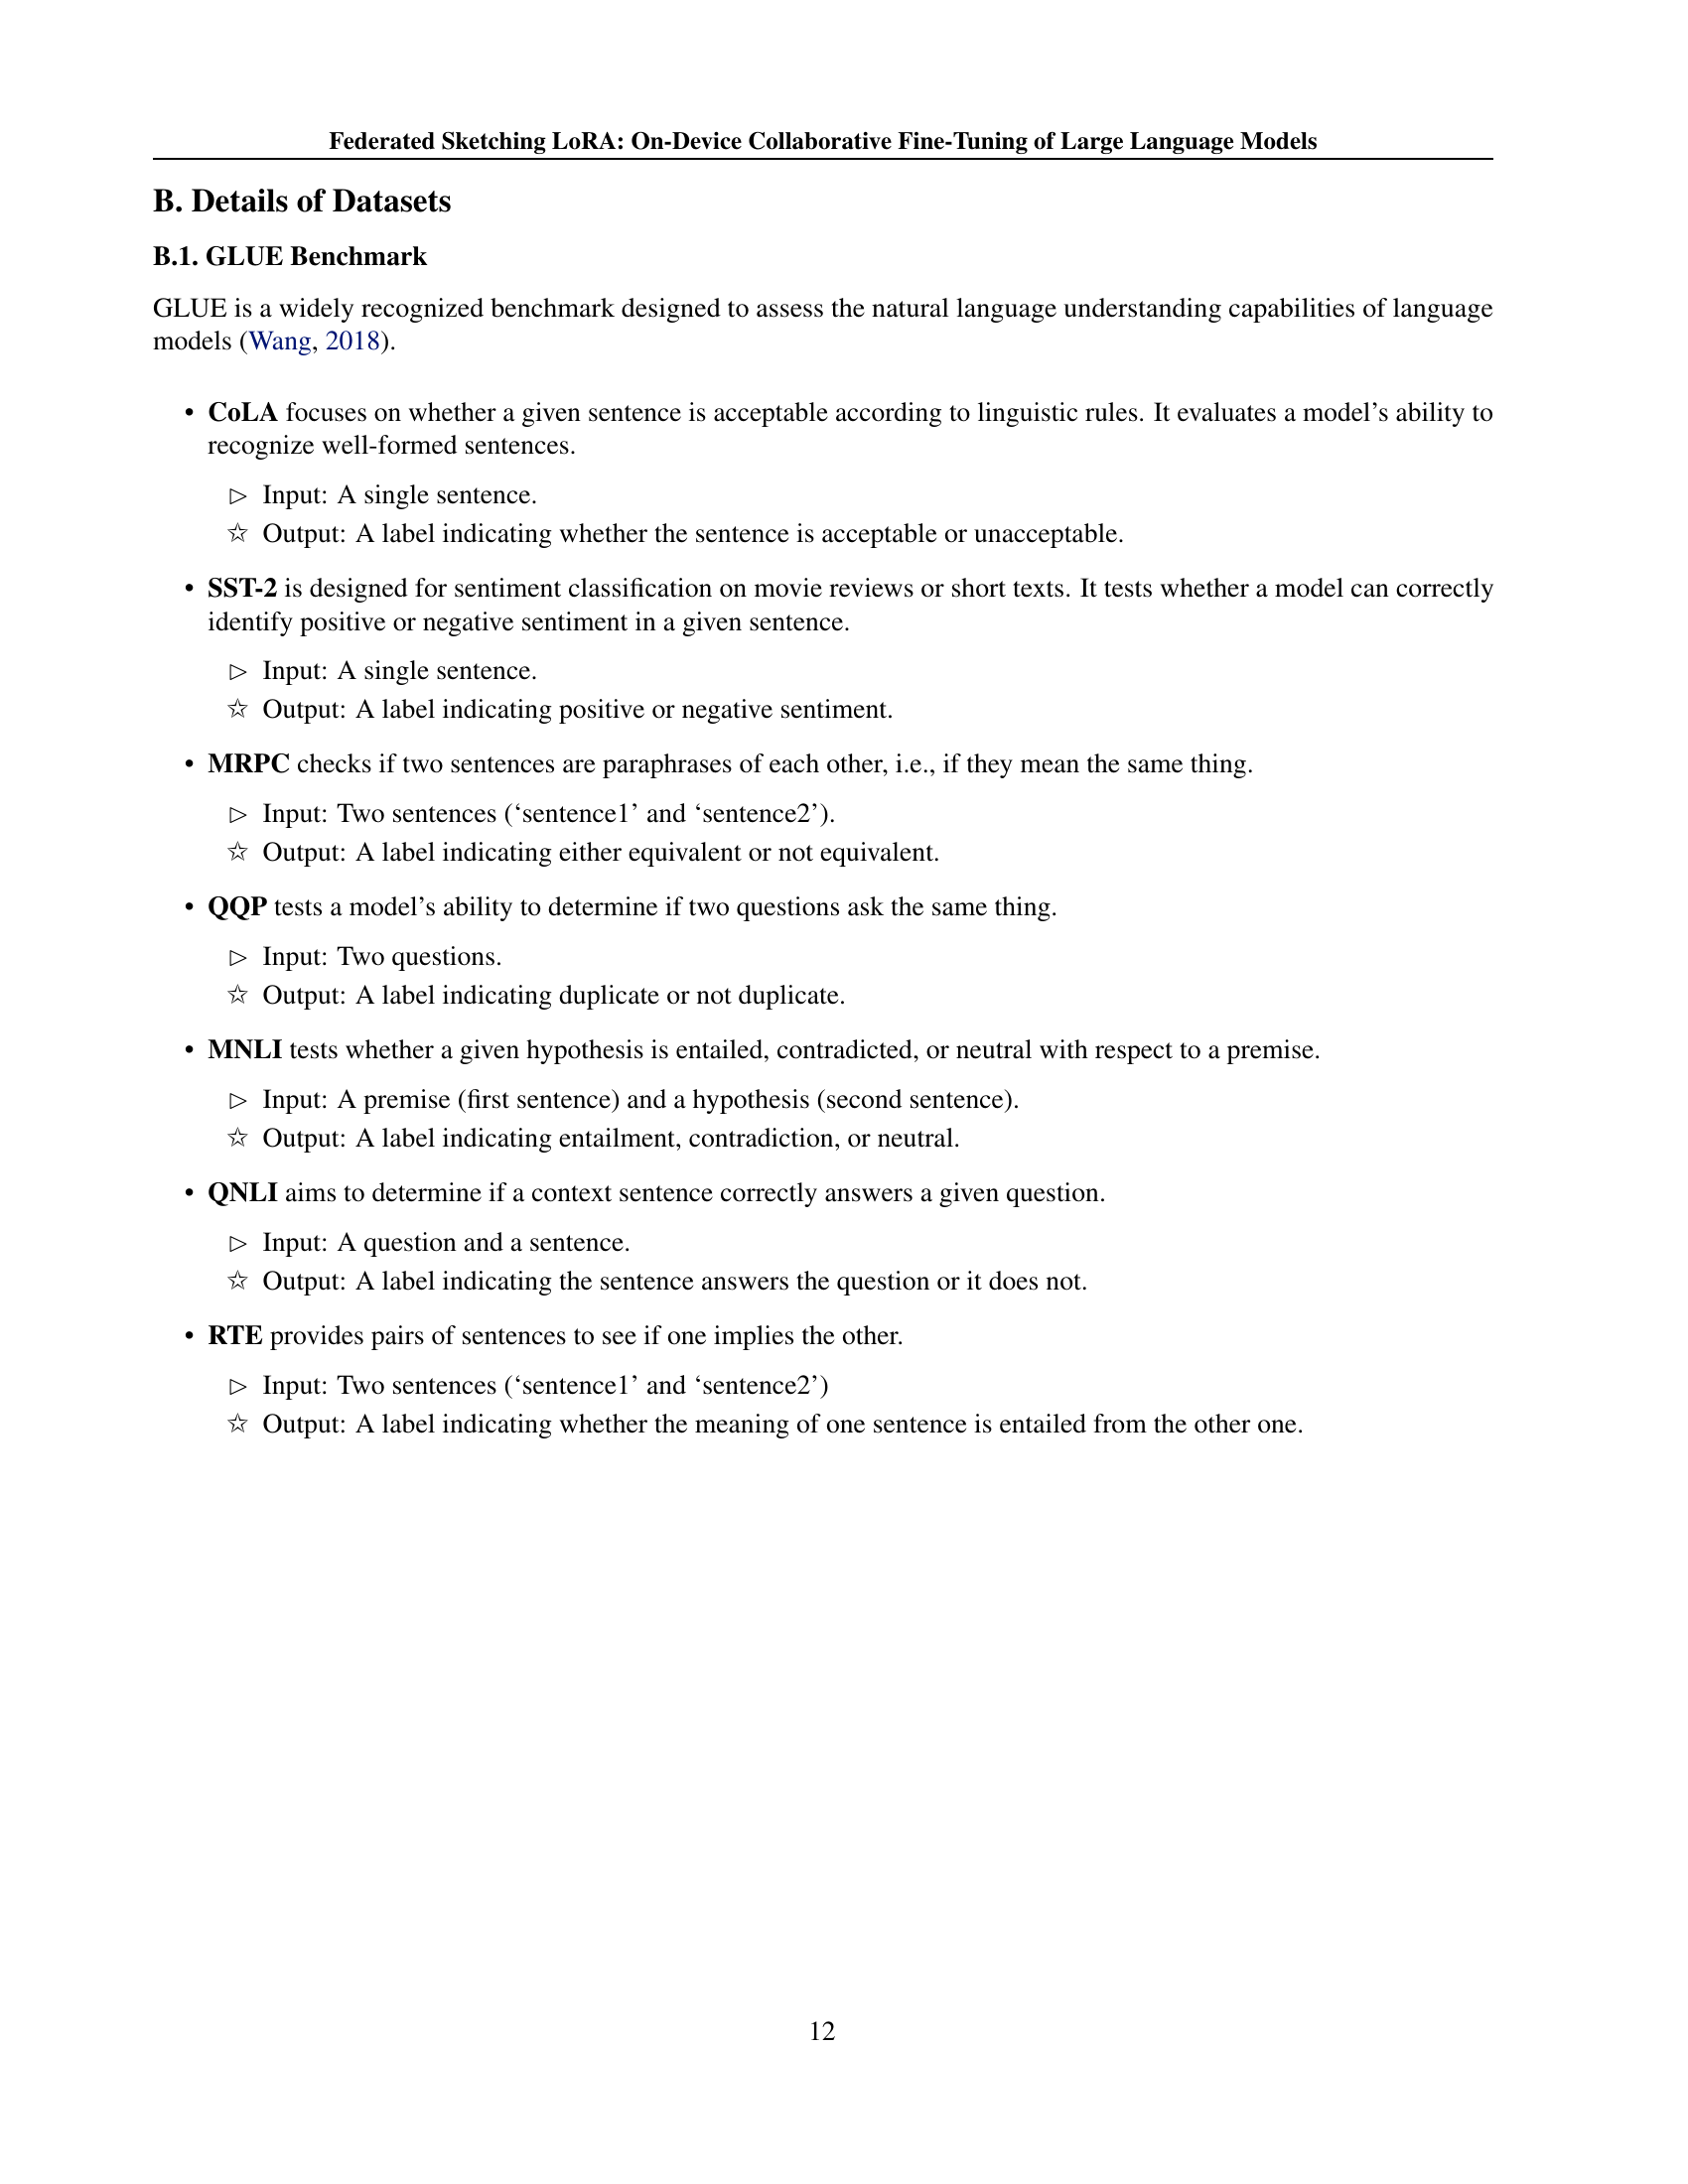 Federated Sketching LoRA: On-Device Collaborative Fine-Tuning of Large Language Models
B. Details of Datasets
B.1. GLUE Benchmark
GLUE is a widely recognized benchmark designed to assess the natural language understanding capabilities of language
models (Wang, 2018).
• CoLA focuses on whether a given sentence is acceptable according to linguistic rules. It evaluates a model’s ability to
recognize well-formed sentences.
▷ Input: A single sentence.
☆ Output: A label indicating whether the sentence is acceptable or unacceptable.
• SST-2 is designed for sentiment classification on movie reviews or short texts. It tests whether a model can correctly
identify positive or negative sentiment in a given sentence.
▷ Input: A single sentence.
☆ Output: A label indicating positive or negative sentiment.
• MRPC checks if two sentences are paraphrases of each other, i.e., if they mean the same thing.
▷ Input: Two sentences (‘sentence1’ and ‘sentence2’).
☆ Output: A label indicating either equivalent or not equivalent.
• QQP tests a model’s ability to determine if two questions ask the same thing.
▷ Input: Two questions.
☆ Output: A label indicating duplicate or not duplicate.
• MNLI tests whether a given hypothesis is entailed, contradicted, or neutral with respect to a premise.
▷ Input: A premise (first sentence) and a hypothesis (second sentence).
☆ Output: A label indicating entailment, contradiction, or neutral.
• QNLI aims to determine if a context sentence correctly answers a given question.
▷ Input: A question and a sentence.
☆ Output: A label indicating the sentence answers the question or it does not.
• RTE provides pairs of sentences to see if one implies the other.
▷ Input: Two sentences (‘sentence1’ and ‘sentence2’)
☆ Output: A label indicating whether the meaning of one sentence is entailed from the other one.
12